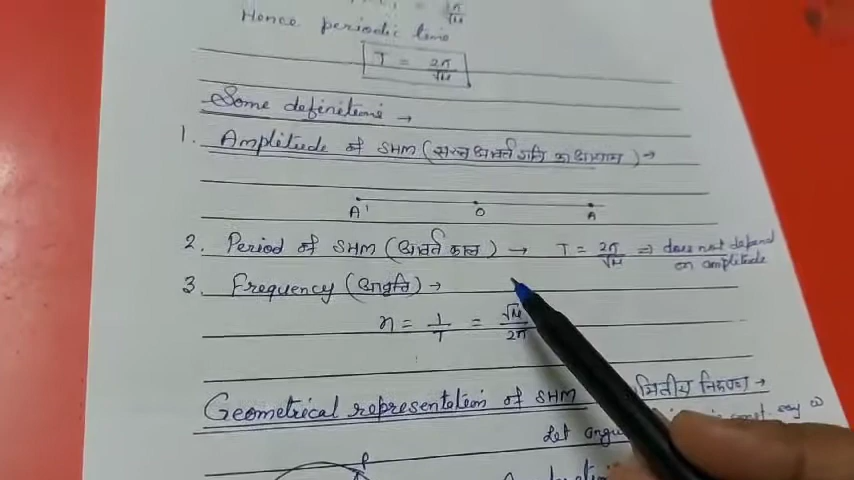 Hence periodic time
T = 2π/√μ
Some definitions →
1. Amplitude of SHM (सरल आवर्त गति का आयाम) →
A' O A
2. Period of SHM (आवर्त काल) → T = 2π/√μ ⇒ does not depend
on amplitude
3. Frequency (आवृत्ति) →
n = 1/T = √μ/2π
Geometrical representation of SHM ज्यामितीय निरूपण →
Let
P